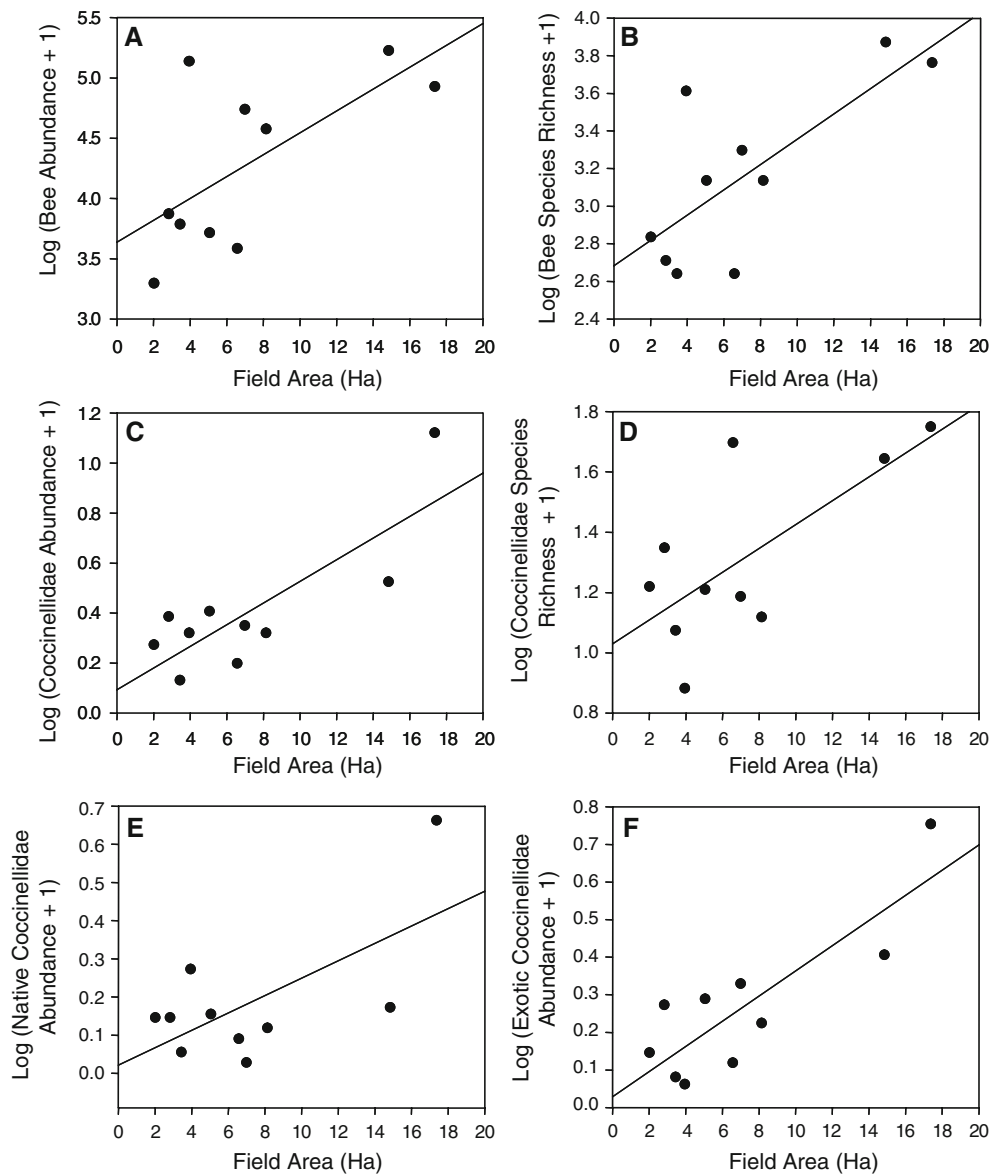 A
Log (Bee Abundance + 1)
5.5
5.0
4.5
4.0
3.5
3.0
0 2 4 6 8 10 12 14 16 18 20
Field Area (Ha)
B
Log (Bee Species Richness +1)
4.0
3.8
3.6
3.4
3.2
3.0
2.8
2.6
2.4
0 2 4 6 8 10 12 14 16 18 20
Field Area (Ha)
C
Log (Coccinellidae Abundance + 1)
1.2
1.0
0.8
0.6
0.4
0.2
0.0
0 2 4 6 8 10 12 14 16 18 20
Field Area (Ha)
D
Log (Coccinellidae Species
Richness + 1)
1.8
1.6
1.4
1.2
1.0
0.8
0 2 4 6 8 10 12 14 16 18 20
Field Area (Ha)
E
Log (Native Coccinellidae
Abundance + 1)
0.7
0.6
0.5
0.4
0.3
0.2
0.1
0.0
0 2 4 6 8 10 12 14 16 18 20
Field Area (Ha)
F
Log (Exotic Coccinellidae
Abundance + 1)
0.8
0.7
0.6
0.5
0.4
0.3
0.2
0.1
0.0
0 2 4 6 8 10 12 14 16 18 20
Field Area (Ha)